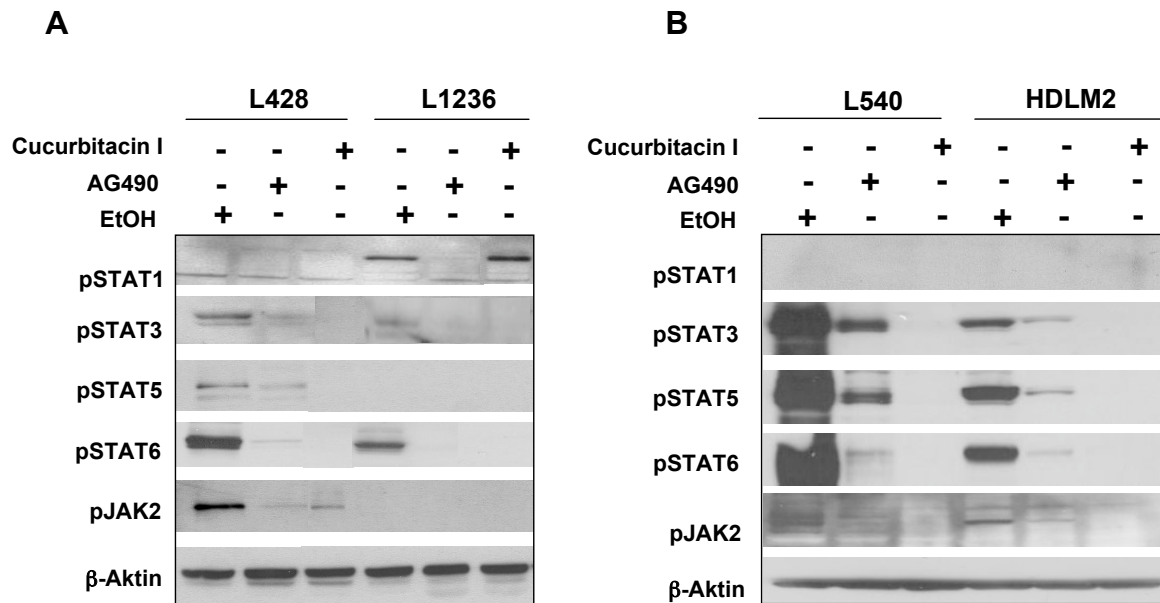 A
L428 L1236
Cucurbitacin I - - + - - +
AG490 - + - - + -
EtOH + - - + - -
pSTAT1
pSTAT3
pSTAT5
pSTAT6
pJAK2
β-Aktin
B
L540 HDLM2
Cucurbitacin I - - + - - +
AG490 - + - - + -
EtOH + - - + - -
pSTAT1
pSTAT3
pSTAT5
pSTAT6
pJAK2
β-Aktin